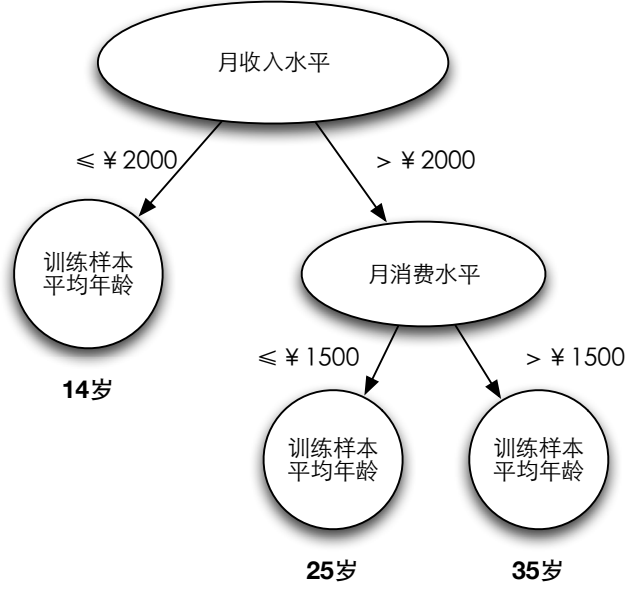 月收入水平
≤ ¥ 2000
> ¥ 2000
训练样本
平均年龄
14岁
月消费水平
≤ ¥ 1500
> ¥ 1500
训练样本
平均年龄
训练样本
平均年龄
25岁
35岁